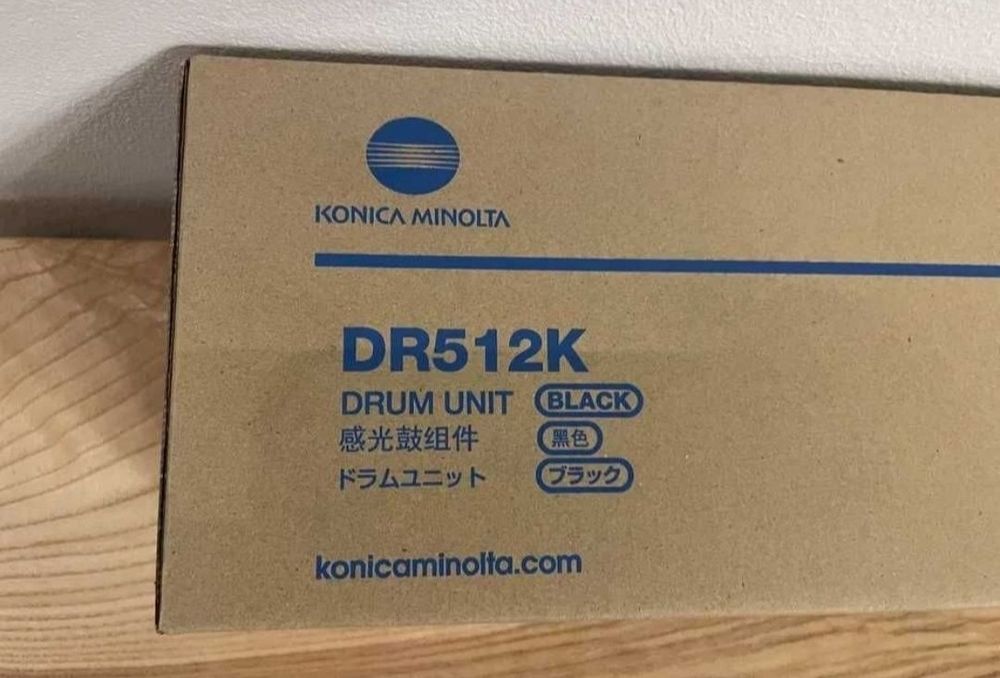 KONICA MINOLTA
DR512K
DRUM UNIT BLACK
感光鼓组件 黑色
ドラムユニット ブラック
konicaminolta.com